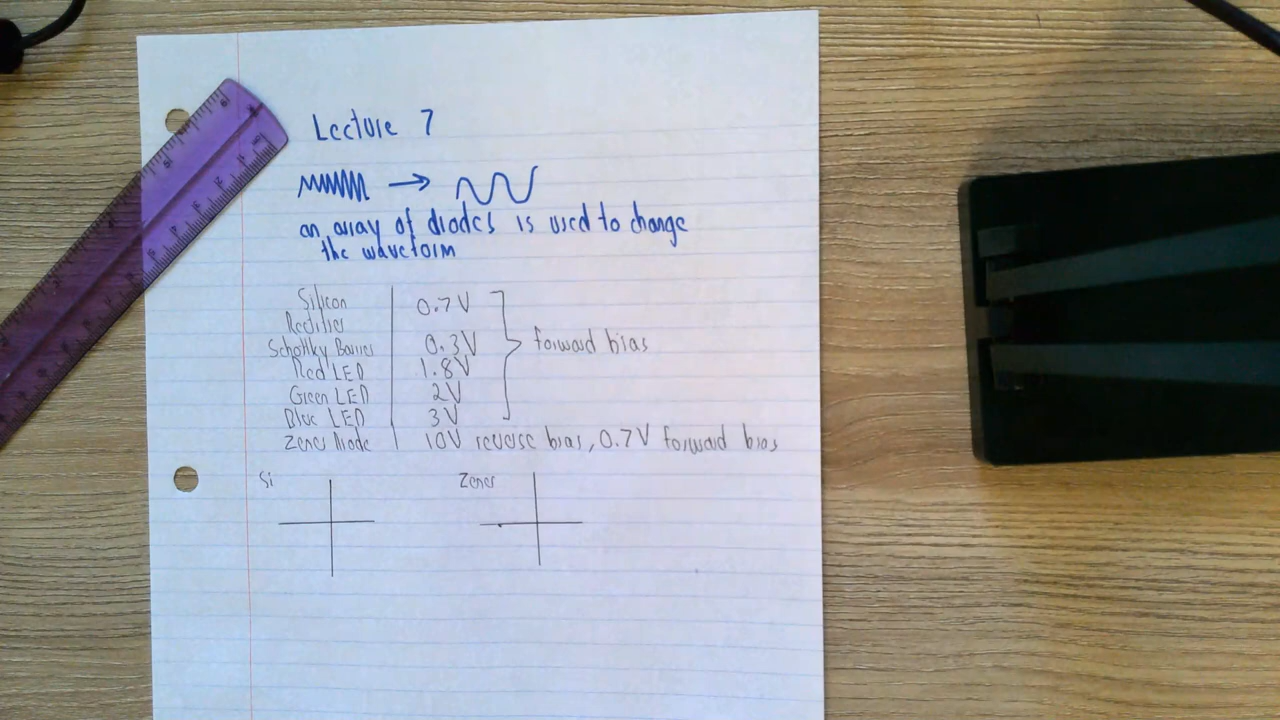 Lecture 7
an array of diodes is used to change
the waveform
Silicon 0.7V
Rectifier
Schottky Barrier 0.3V
forward bias
Red LED 1.8V
Green LED 2V
Blue LED 3V
Zener Diode 10V reverse bias, 0.7V forward bias
Si Zener